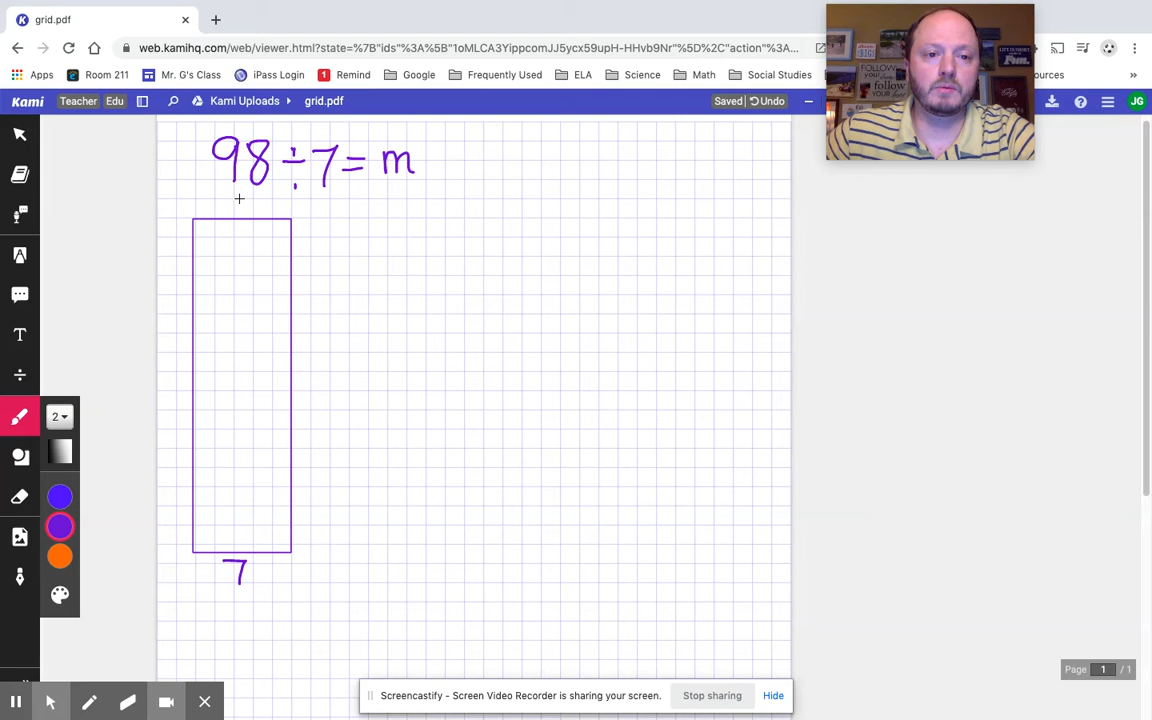 grid.pdf
web.kamihq.com/web/viewer.html?state=%7B"ids"%3A%5B"1oMLCA3YippcomJJ5ycx59upH-HHvb9Nr"%5D%2C"action"%3A...
Apps Room 211 Mr. G's Class iPass Login 1 Remind Google Frequently Used ELA Science Math Social Studies
Kami Teacher Edu Kami Uploads grid.pdf Saved Undo JG
98÷7= m
7
2
Page 1 / 1
Screencastify - Screen Video Recorder is sharing your screen. Stop sharing Hide